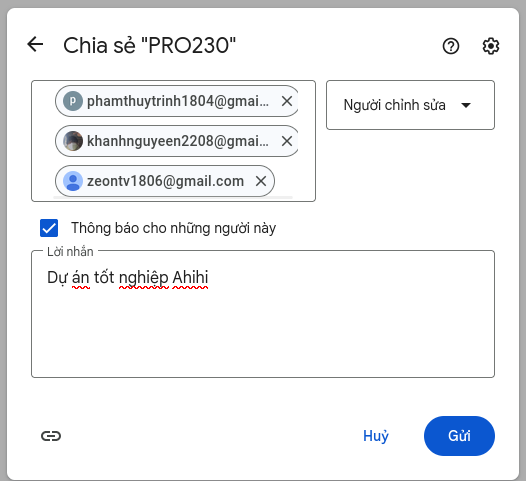 Chia sẻ "PRO230"
phamthuytrinh1804@gmai...
Người chỉnh sửa
khanhnguyeen2208@gmai...
zeontv1806@gmail.com
Thông báo cho những người này
Lời nhắn
Dự án tốt nghiệp Ahihi
Huỷ
Gửi